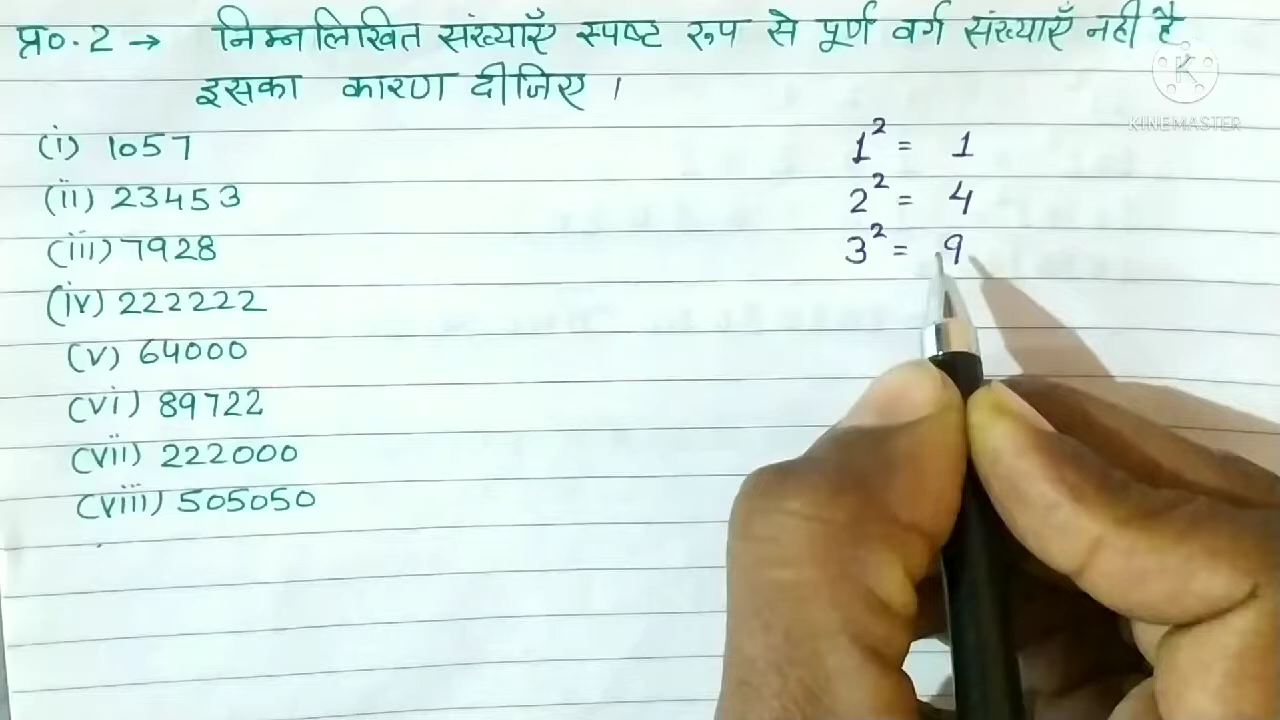 प्र०.2 → निम्नलिखित संख्याएँ स्पष्ट रुप से पूर्ण वर्ग संख्याएँ नही है
इसका कारण दीजिए ।
(i) 1057
(ii) 23453
(iii) 7928
(iv) 222222
(v) 64000
(vi) 89722
(vii) 222000
(viii) 505050
1² = 1
2² = 4
3² = 9
K
KINEMASTER